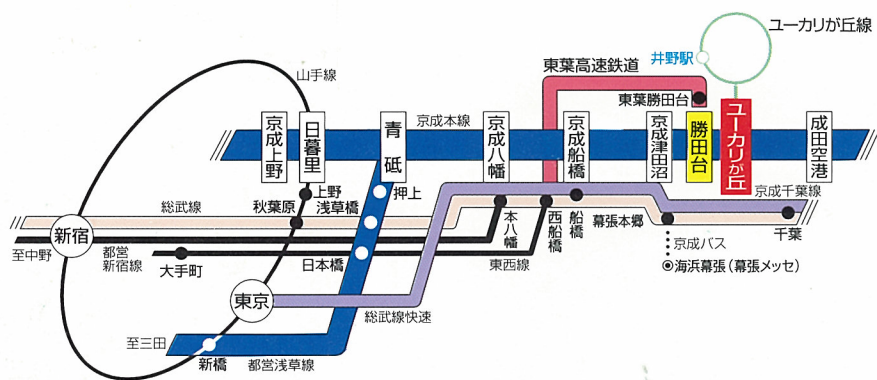 ユーカリが丘線
井野駅
山手線
東葉高速鉄道
東葉勝田台
京成上野
日暮里
青砥
京成本線
京成八幡
京成船橋
京成津田沼
勝田台
ユーカリが丘
成田空港
上野
押上
京成千葉線
総武線
秋葉原
浅草橋
新宿
本八幡
西船橋
船橋
幕張本郷
千葉
至中野
都営
新宿線
大手町
日本橋
東西線
京成バス
海浜幕張(幕張メッセ)
東京
総武線快速
至三田
新橋
都営浅草線